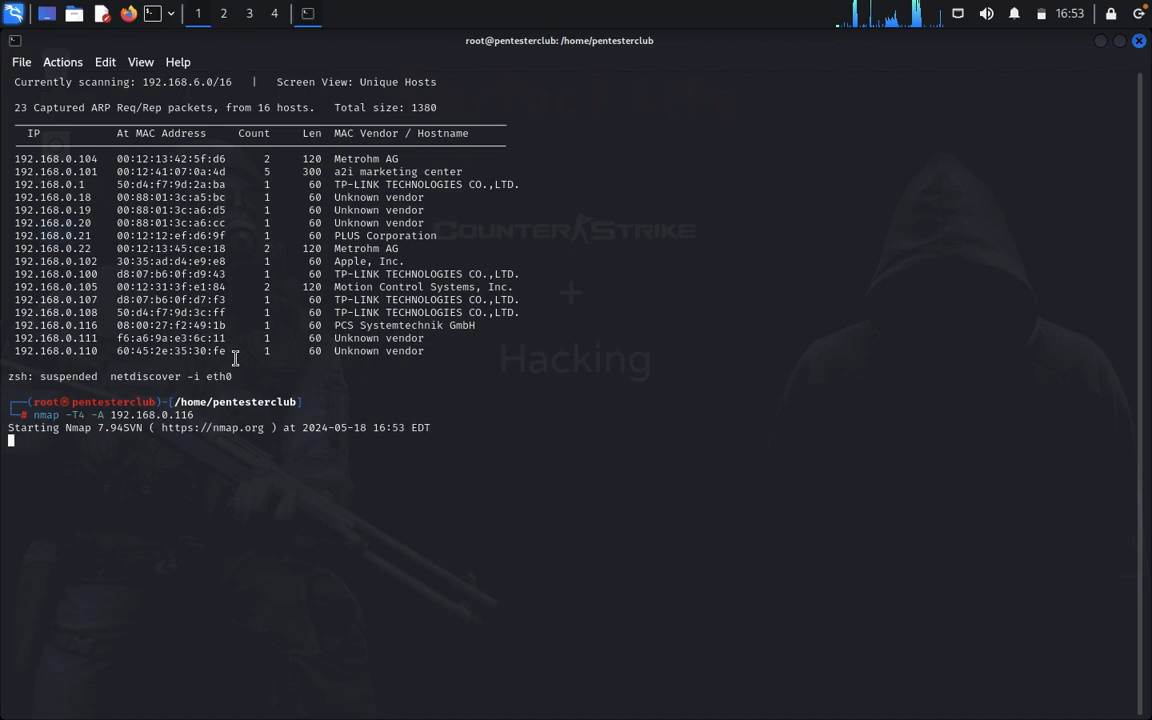 1 2 3 4 16:53
root@pentesterclub: /home/pentesterclub
File Actions Edit View Help
Currently scanning: 192.168.6.0/16 | Screen View: Unique Hosts
23 Captured ARP Req/Rep packets, from 16 hosts. Total size: 1380
IP At MAC Address Count Len MAC Vendor / Hostname
192.168.0.104 00:12:13:42:5f:d6 2 120 Metrohm AG
192.168.0.101 00:12:41:07:0a:4d 5 300 a2i marketing center
192.168.0.1 50:d4:f7:9d:2a:ba 1 60 TP-LINK TECHNOLOGIES CO.,LTD.
192.168.0.18 00:88:01:3c:a5:bc 1 60 Unknown vendor
192.168.0.19 00:88:01:3c:a6:d5 1 60 Unknown vendor
192.168.0.20 00:88:01:3c:a6:cc 1 60 Unknown vendor
192.168.0.21 00:12:12:ef:d6:9f 1 60 PLUS Corporation
192.168.0.22 00:12:13:45:ce:18 2 120 Metrohm AG
192.168.0.102 30:35:ad:d4:e9:e8 1 60 Apple, Inc.
192.168.0.100 d8:07:b6:0f:d9:43 1 60 TP-LINK TECHNOLOGIES CO.,LTD.
192.168.0.105 00:12:31:3f:e1:84 2 120 Motion Control Systems, Inc.
192.168.0.107 d8:07:b6:0f:d7:f3 1 60 TP-LINK TECHNOLOGIES CO.,LTD.
192.168.0.108 50:d4:f7:9d:3c:ff 1 60 TP-LINK TECHNOLOGIES CO.,LTD.
192.168.0.116 08:00:27:f2:49:1b 1 60 PCS Systemtechnik GmbH
192.168.0.111 f6:a6:9a:e3:6c:11 1 60 Unknown vendor
192.168.0.110 60:45:2e:35:30:fe 1 60 Unknown vendor
zsh: suspended netdiscover -i eth0
┌──(root㉿pentesterclub)-[/home/pentesterclub]
└─# nmap -T4 -A 192.168.0.116
Starting Nmap 7.94SVN ( https://nmap.org ) at 2024-05-18 16:53 EDT
COUNTER STRIKE
+
Hacking